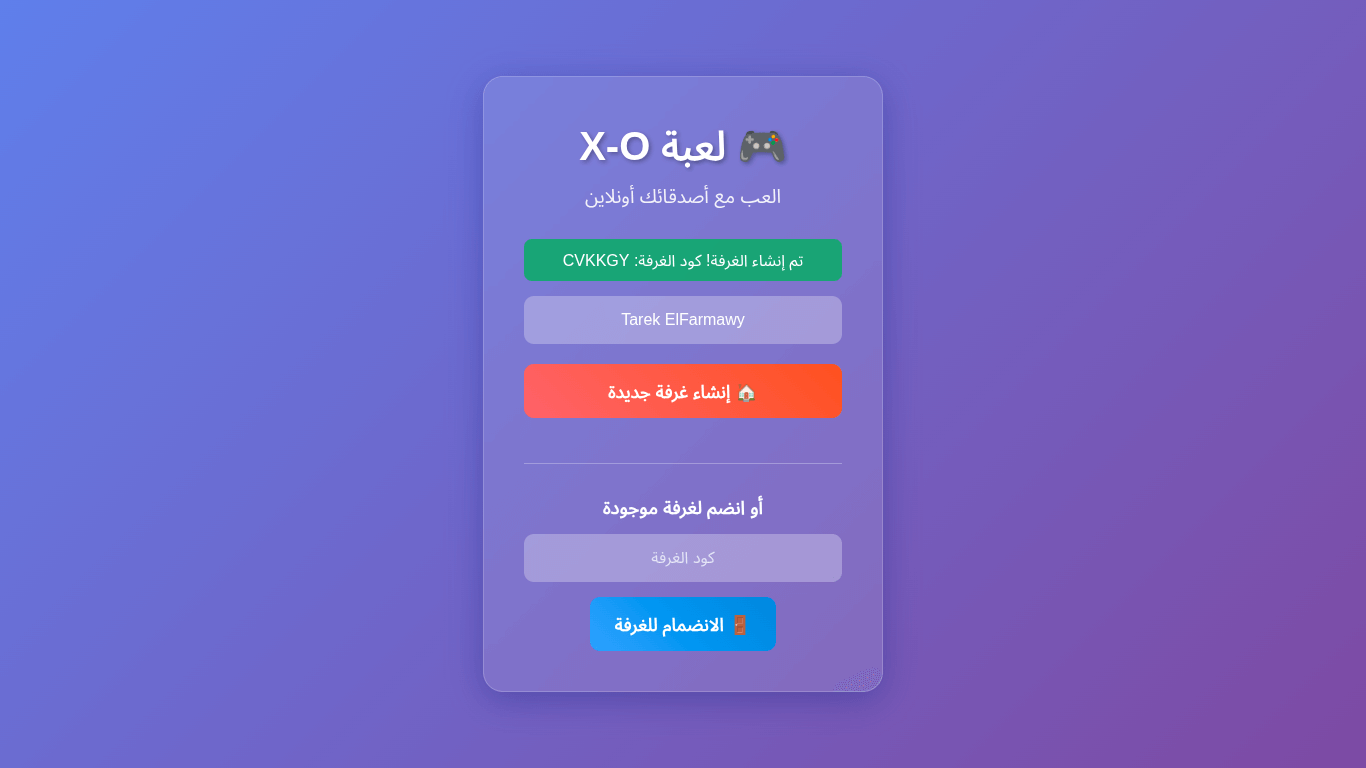 🎮 لعبة X-O
العب مع أصدقائك أونلاين
تم إنشاء الغرفة! كود الغرفة: CVKKGY
Tarek ElFarmawy
🏠 إنشاء غرفة جديدة
أو انضم لغرفة موجودة
كود الغرفة
🚪 الانضمام للغرفة